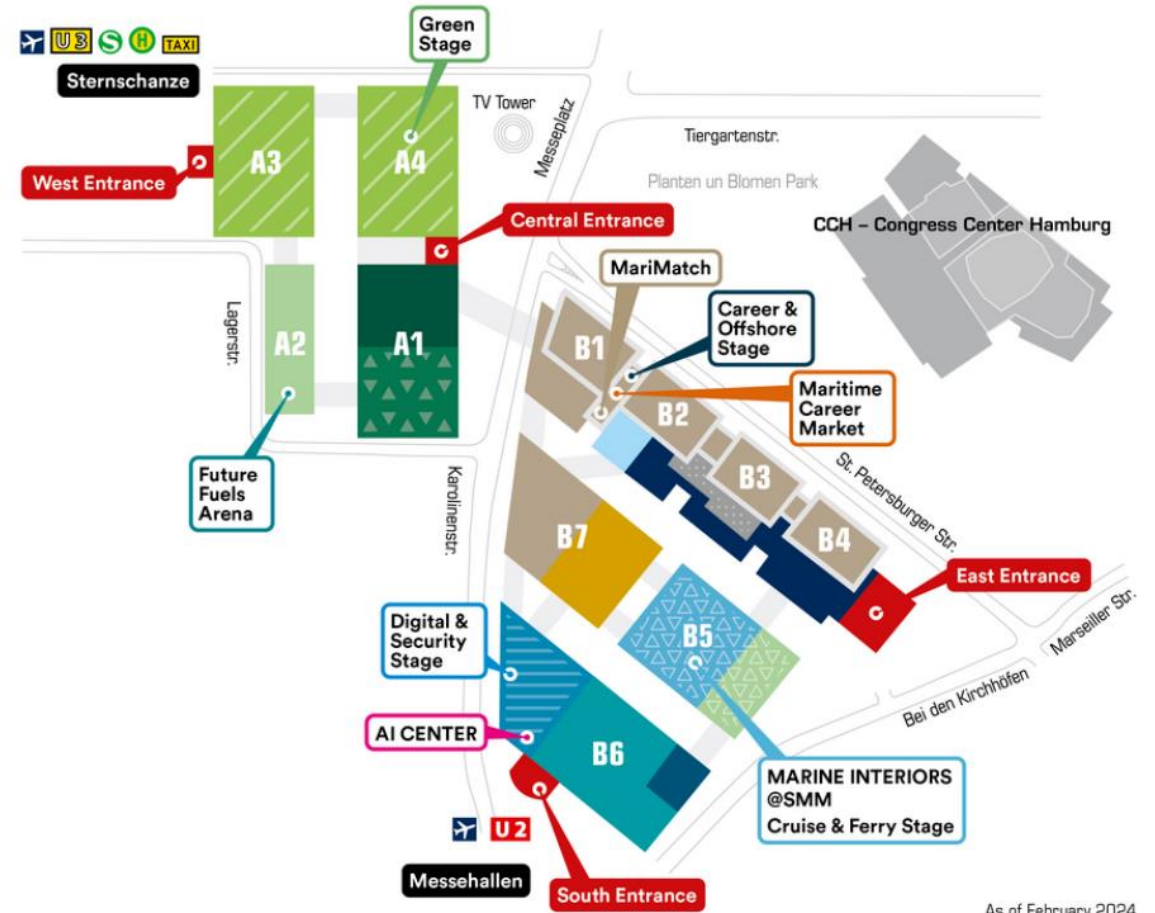 Green
Stage
U3 S H TAXI
Sternschanze
TV Tower
Messeplatz
Tiergartenstr.
A3
A4
West Entrance
Planten un Blomen Park
Central Entrance
CCH – Congress Center Hamburg
MariMatch
Lagerstr.
Career &
Offshore
Stage
A2
A1
B1
Maritime
Career
Market
B2
St. Petersburger Str.
B3
Future
Fuels
Arena
Karolinenstr.
B7
B4
East Entrance
Marseiller Str.
Digital &
Security
Stage
B5
Bei den Kirchhöfen
AI CENTER
B6
MARINE INTERIORS
@SMM
Cruise & Ferry Stage
U2
Messehallen
South Entrance
As of February 2024